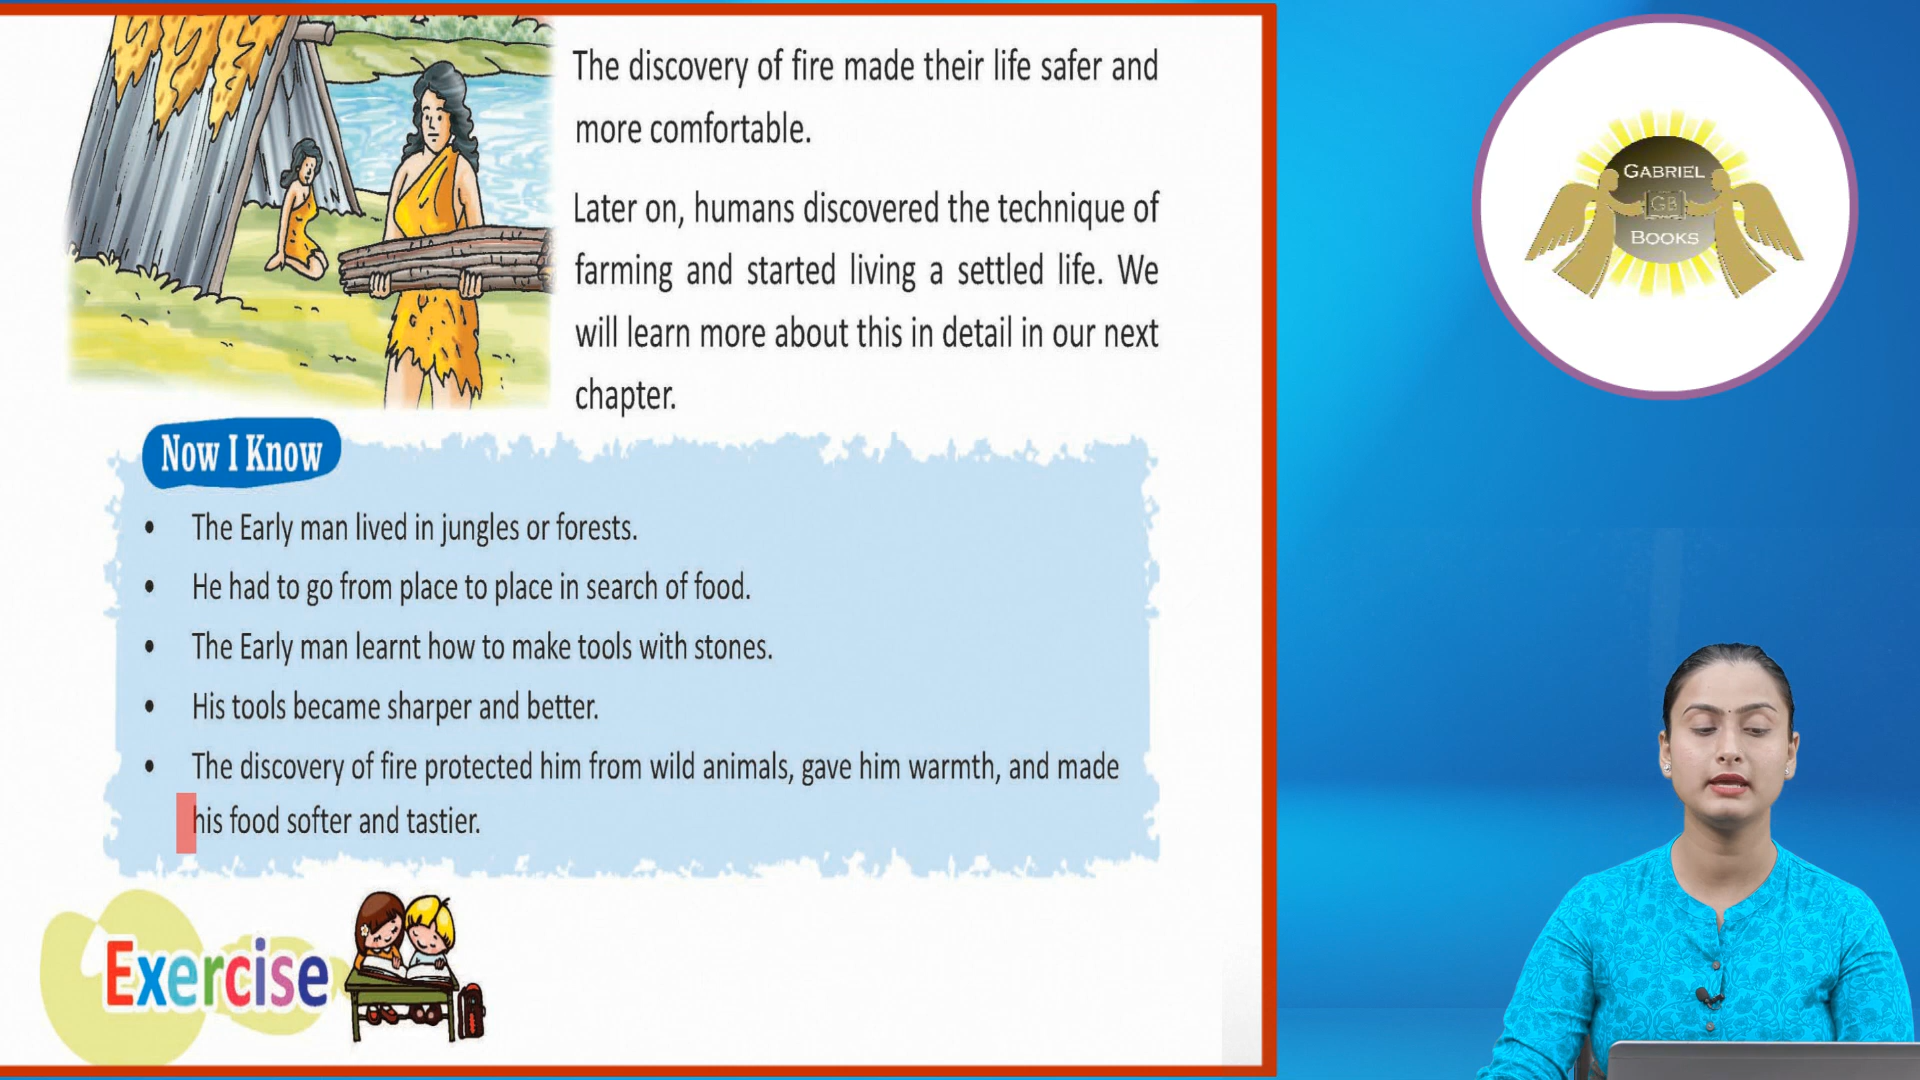 The discovery of fire made their life safer and
more comfortable.
Later on, humans discovered the technique of
farming and started living a settled life. We
will learn more about this in detail in our next
chapter.
Now I Know
• The Early man lived in jungles or forests.
• He had to go from place to place in search of food.
• The Early man learnt how to make tools with stones.
• His tools became sharper and better.
• The discovery of fire protected him from wild animals, gave him warmth, and made
his food softer and tastier.
Exercise
GABRIEL
GB
BOOKS